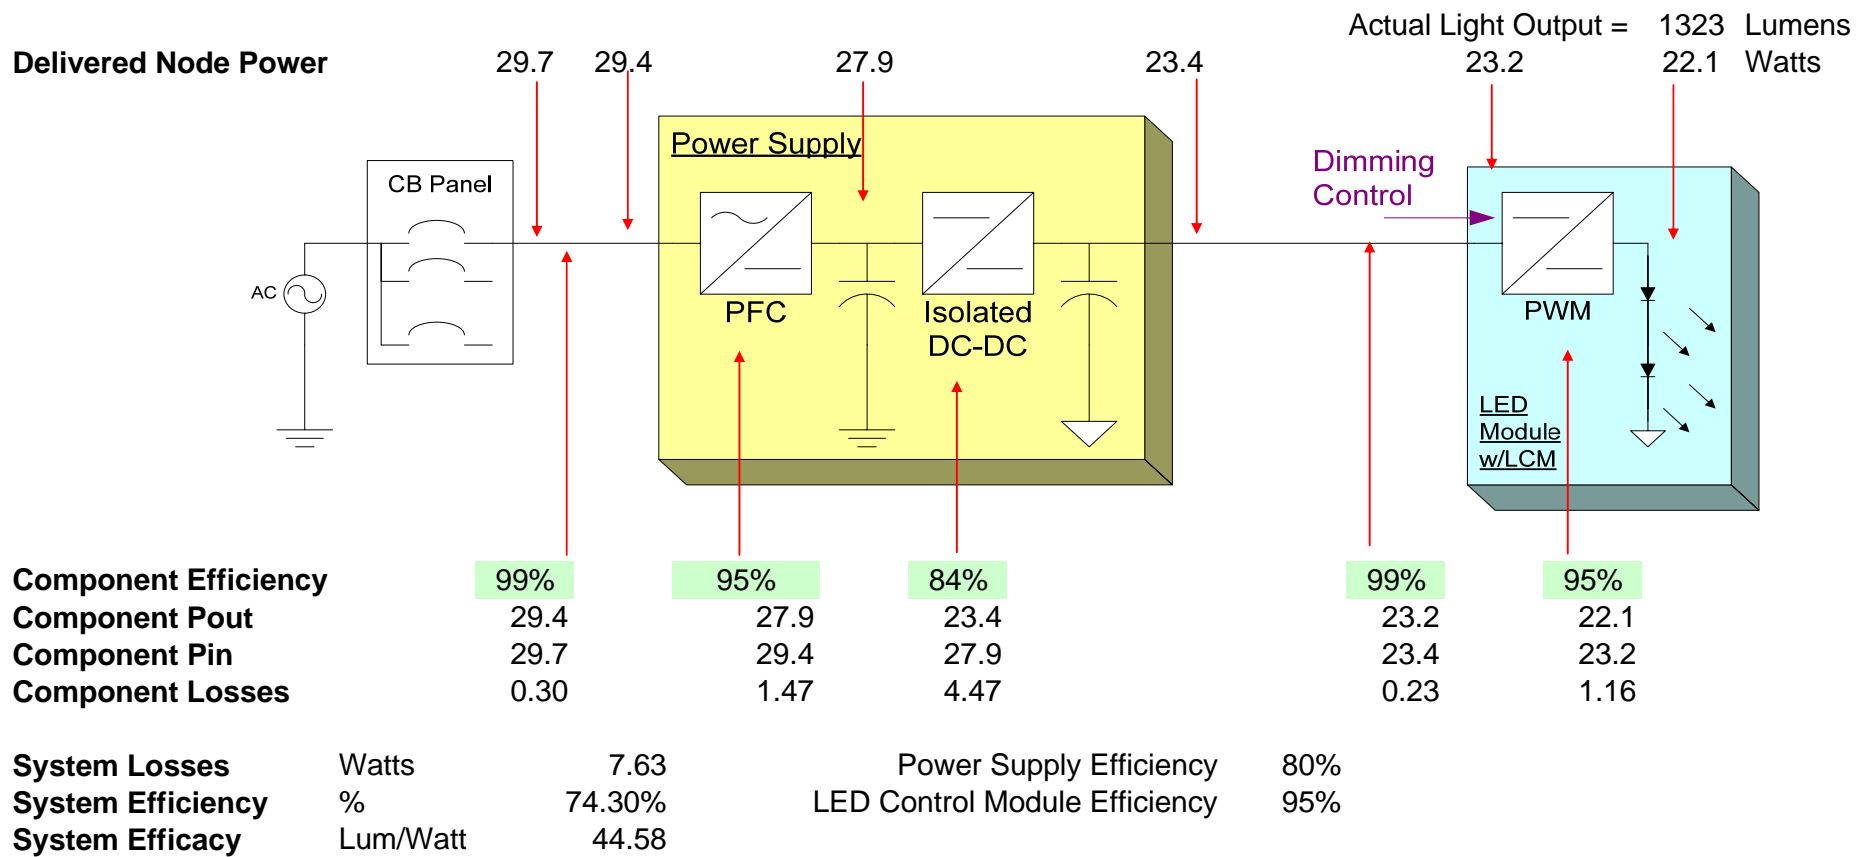 Actual Light Output = 1323 Lumens
Delivered Node Power 29.7 29.4 27.9 23.4 23.2 22.1 Watts
Power Supply
CB Panel
Dimming
Control
AC
PFC
Isolated
DC-DC
PWM
LED
Module
w/LCM
Component Efficiency 99% 95% 84% 99% 95%
Component Pout 29.4 27.9 23.4 23.2 22.1
Component Pin 29.7 29.4 27.9 23.4 23.2
Component Losses 0.30 1.47 4.47 0.23 1.16
System Losses Watts 7.63 Power Supply Efficiency 80%
System Efficiency % 74.30% LED Control Module Efficiency 95%
System Efficacy Lum/Watt 44.58